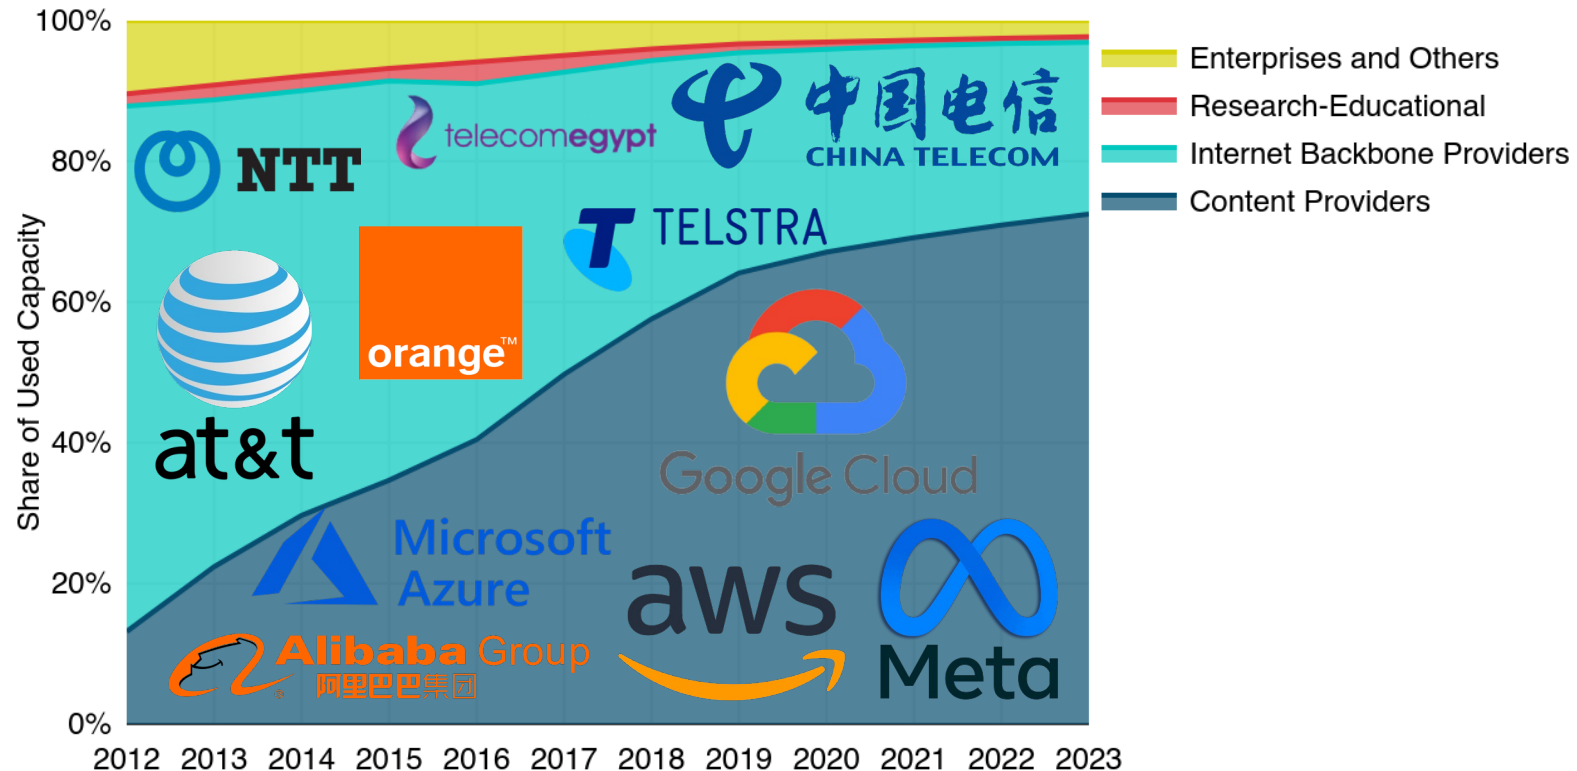 100%
80%
60%
40%
20%
0%
Share of Used Capacity
2012 2013 2014 2015 2016 2017 2018 2019 2020 2021 2022 2023
Enterprises and Others
Research-Educational
Internet Backbone Providers
Content Providers
NTT
telecomegypt
中国电信
CHINA TELECOM
TELSTRA
orange™
at&t
Google Cloud
Microsoft
Azure
aws
Meta
Alibaba Group
阿里巴巴集团